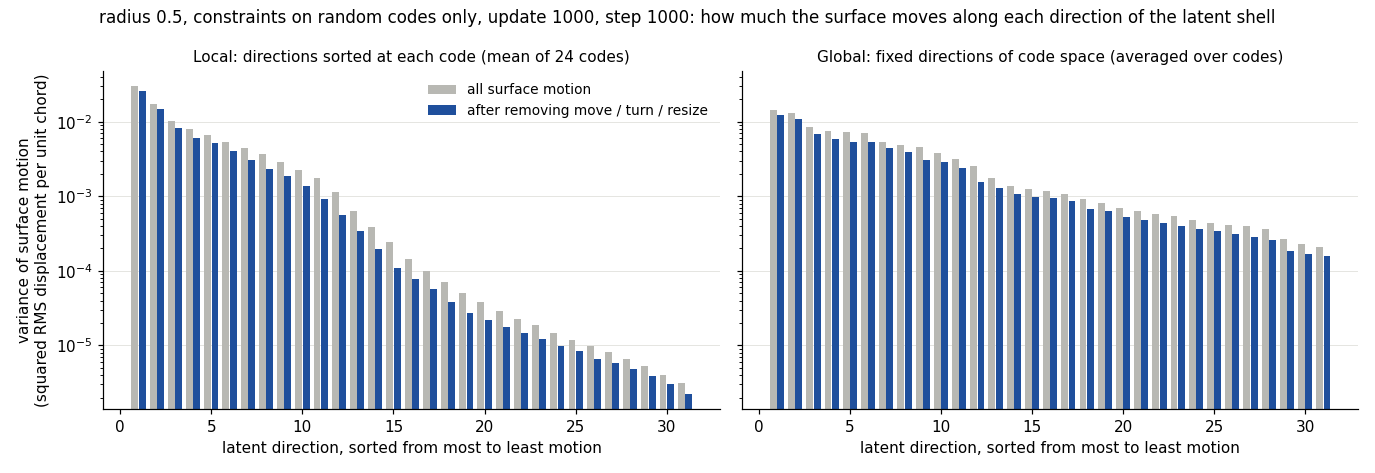 radius 0.5, constraints on random codes only, update 1000, step 1000: how much the surface moves along each direction of the latent shell
Local: directions sorted at each code (mean of 24 codes)
Global: fixed directions of code space (averaged over codes)
variance of surface motion
(squared RMS displacement per unit chord)
all surface motion
after removing move / turn / resize
10⁻²
10⁻³
10⁻⁴
10⁻⁵
0 5 10 15 20 25 30
0 5 10 15 20 25 30
latent direction, sorted from most to least motion
latent direction, sorted from most to least motion